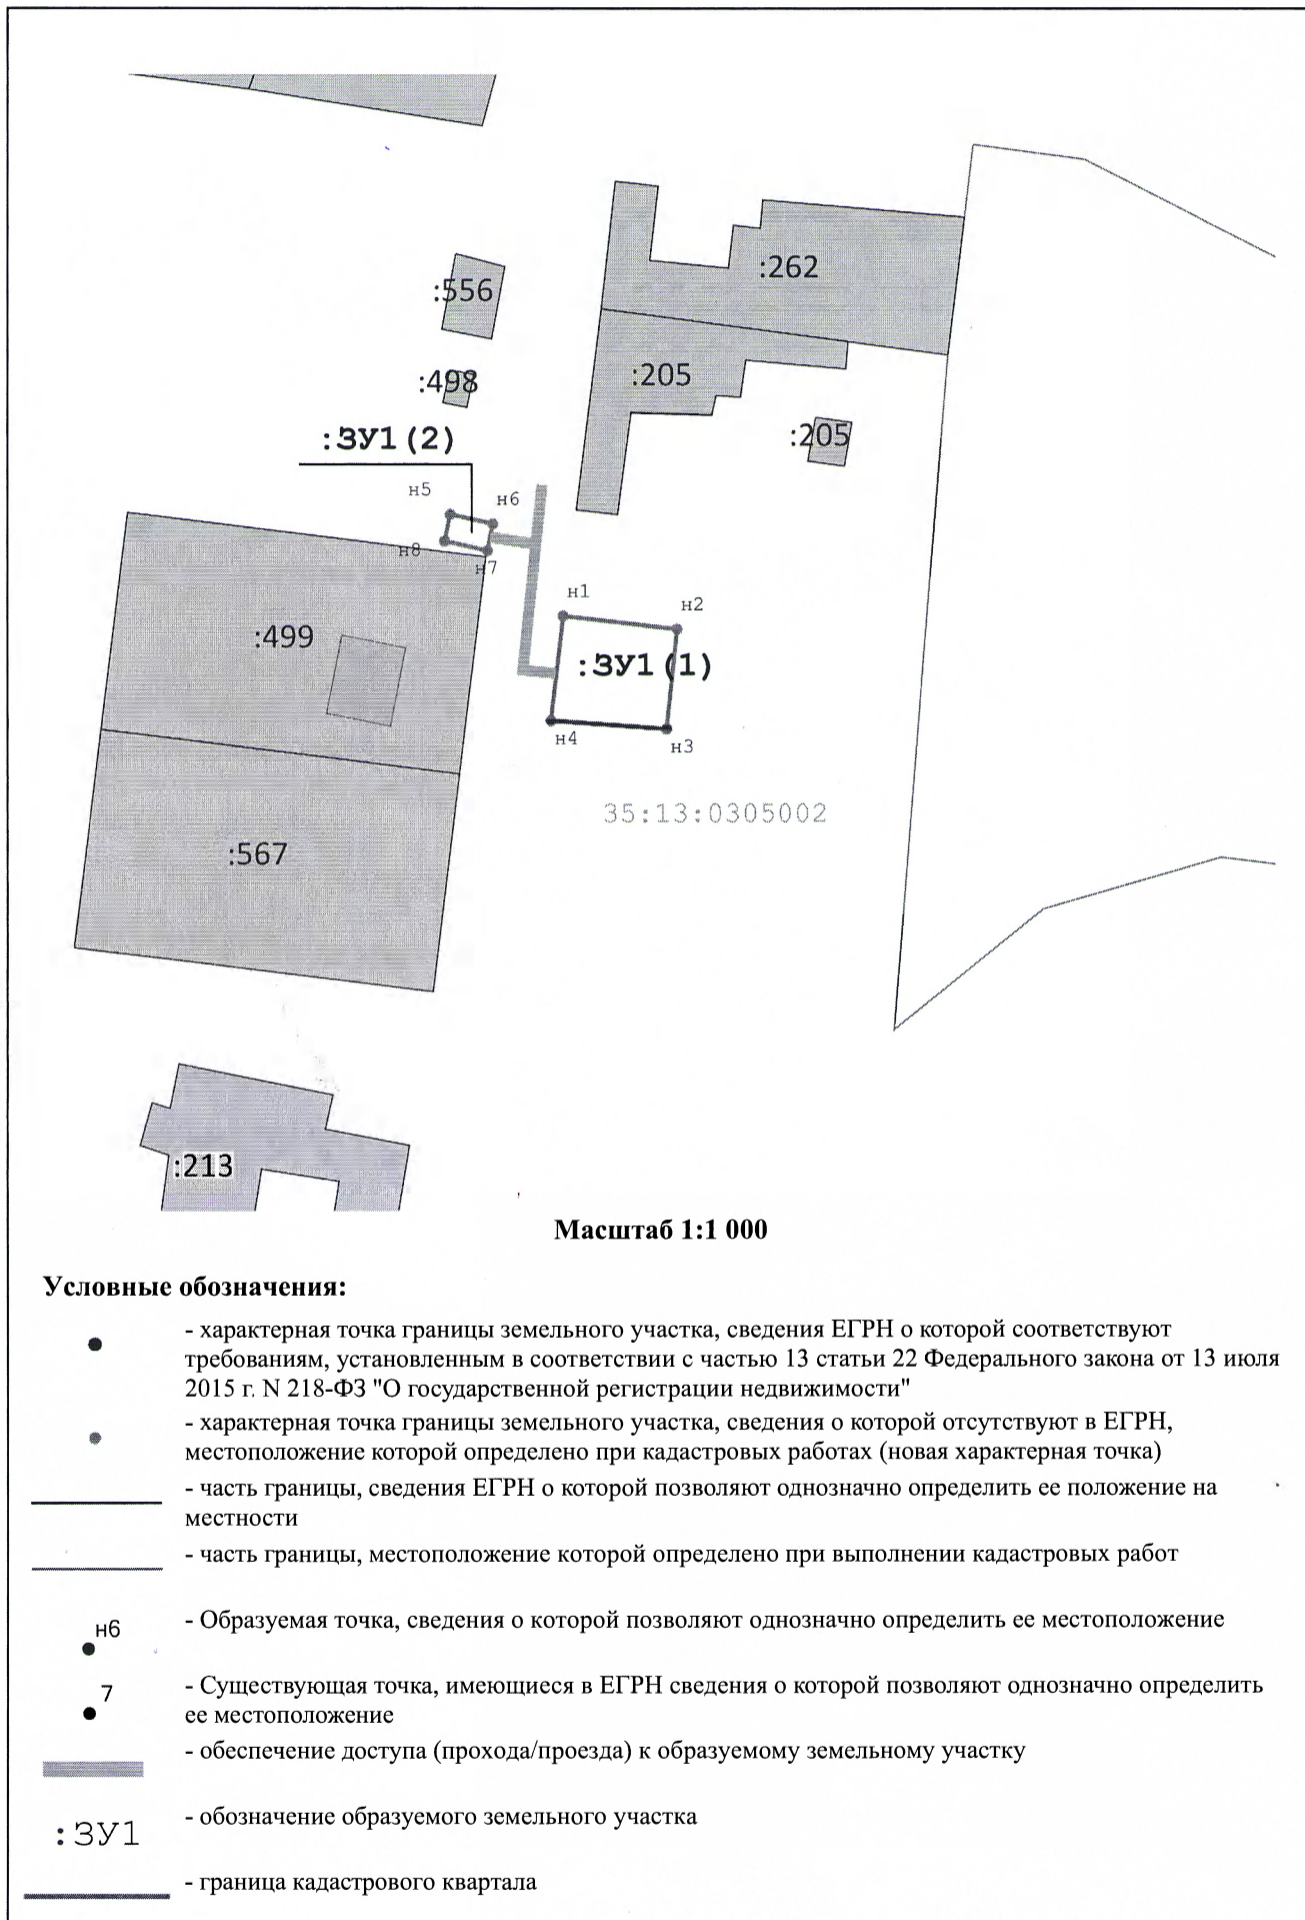 :262
:556
:205
:498
:205
:ЗУ1(2)
н5
н6
н8
н7
н1
н2
:499
:ЗУ1(1)
н4
н3
35:13:0305002
:567
:213
Масштаб 1:1 000
Условные обозначения:
- характерная точка границы земельного участка, сведения ЕГРН о которой соответствуют
требованиям, установленным в соответствии с частью 13 статьи 22 Федерального закона от 13 июля
2015 г. N 218-ФЗ "О государственной регистрации недвижимости"
- характерная точка границы земельного участка, сведения о которой отсутствуют в ЕГРН,
местоположение которой определено при кадастровых работах (новая характерная точка)
- часть границы, сведения ЕГРН о которой позволяют однозначно определить ее положение на
местности
- часть границы, местоположение которой определено при выполнении кадастровых работ
н6
- Образуемая точка, сведения о которой позволяют однозначно определить ее местоположение
7
- Существующая точка, имеющиеся в ЕГРН сведения о которой позволяют однозначно определить
ее местоположение
- обеспечение доступа (прохода/проезда) к образуемому земельному участку
:ЗУ1
- обозначение образуемого земельного участка
- граница кадастрового квартала